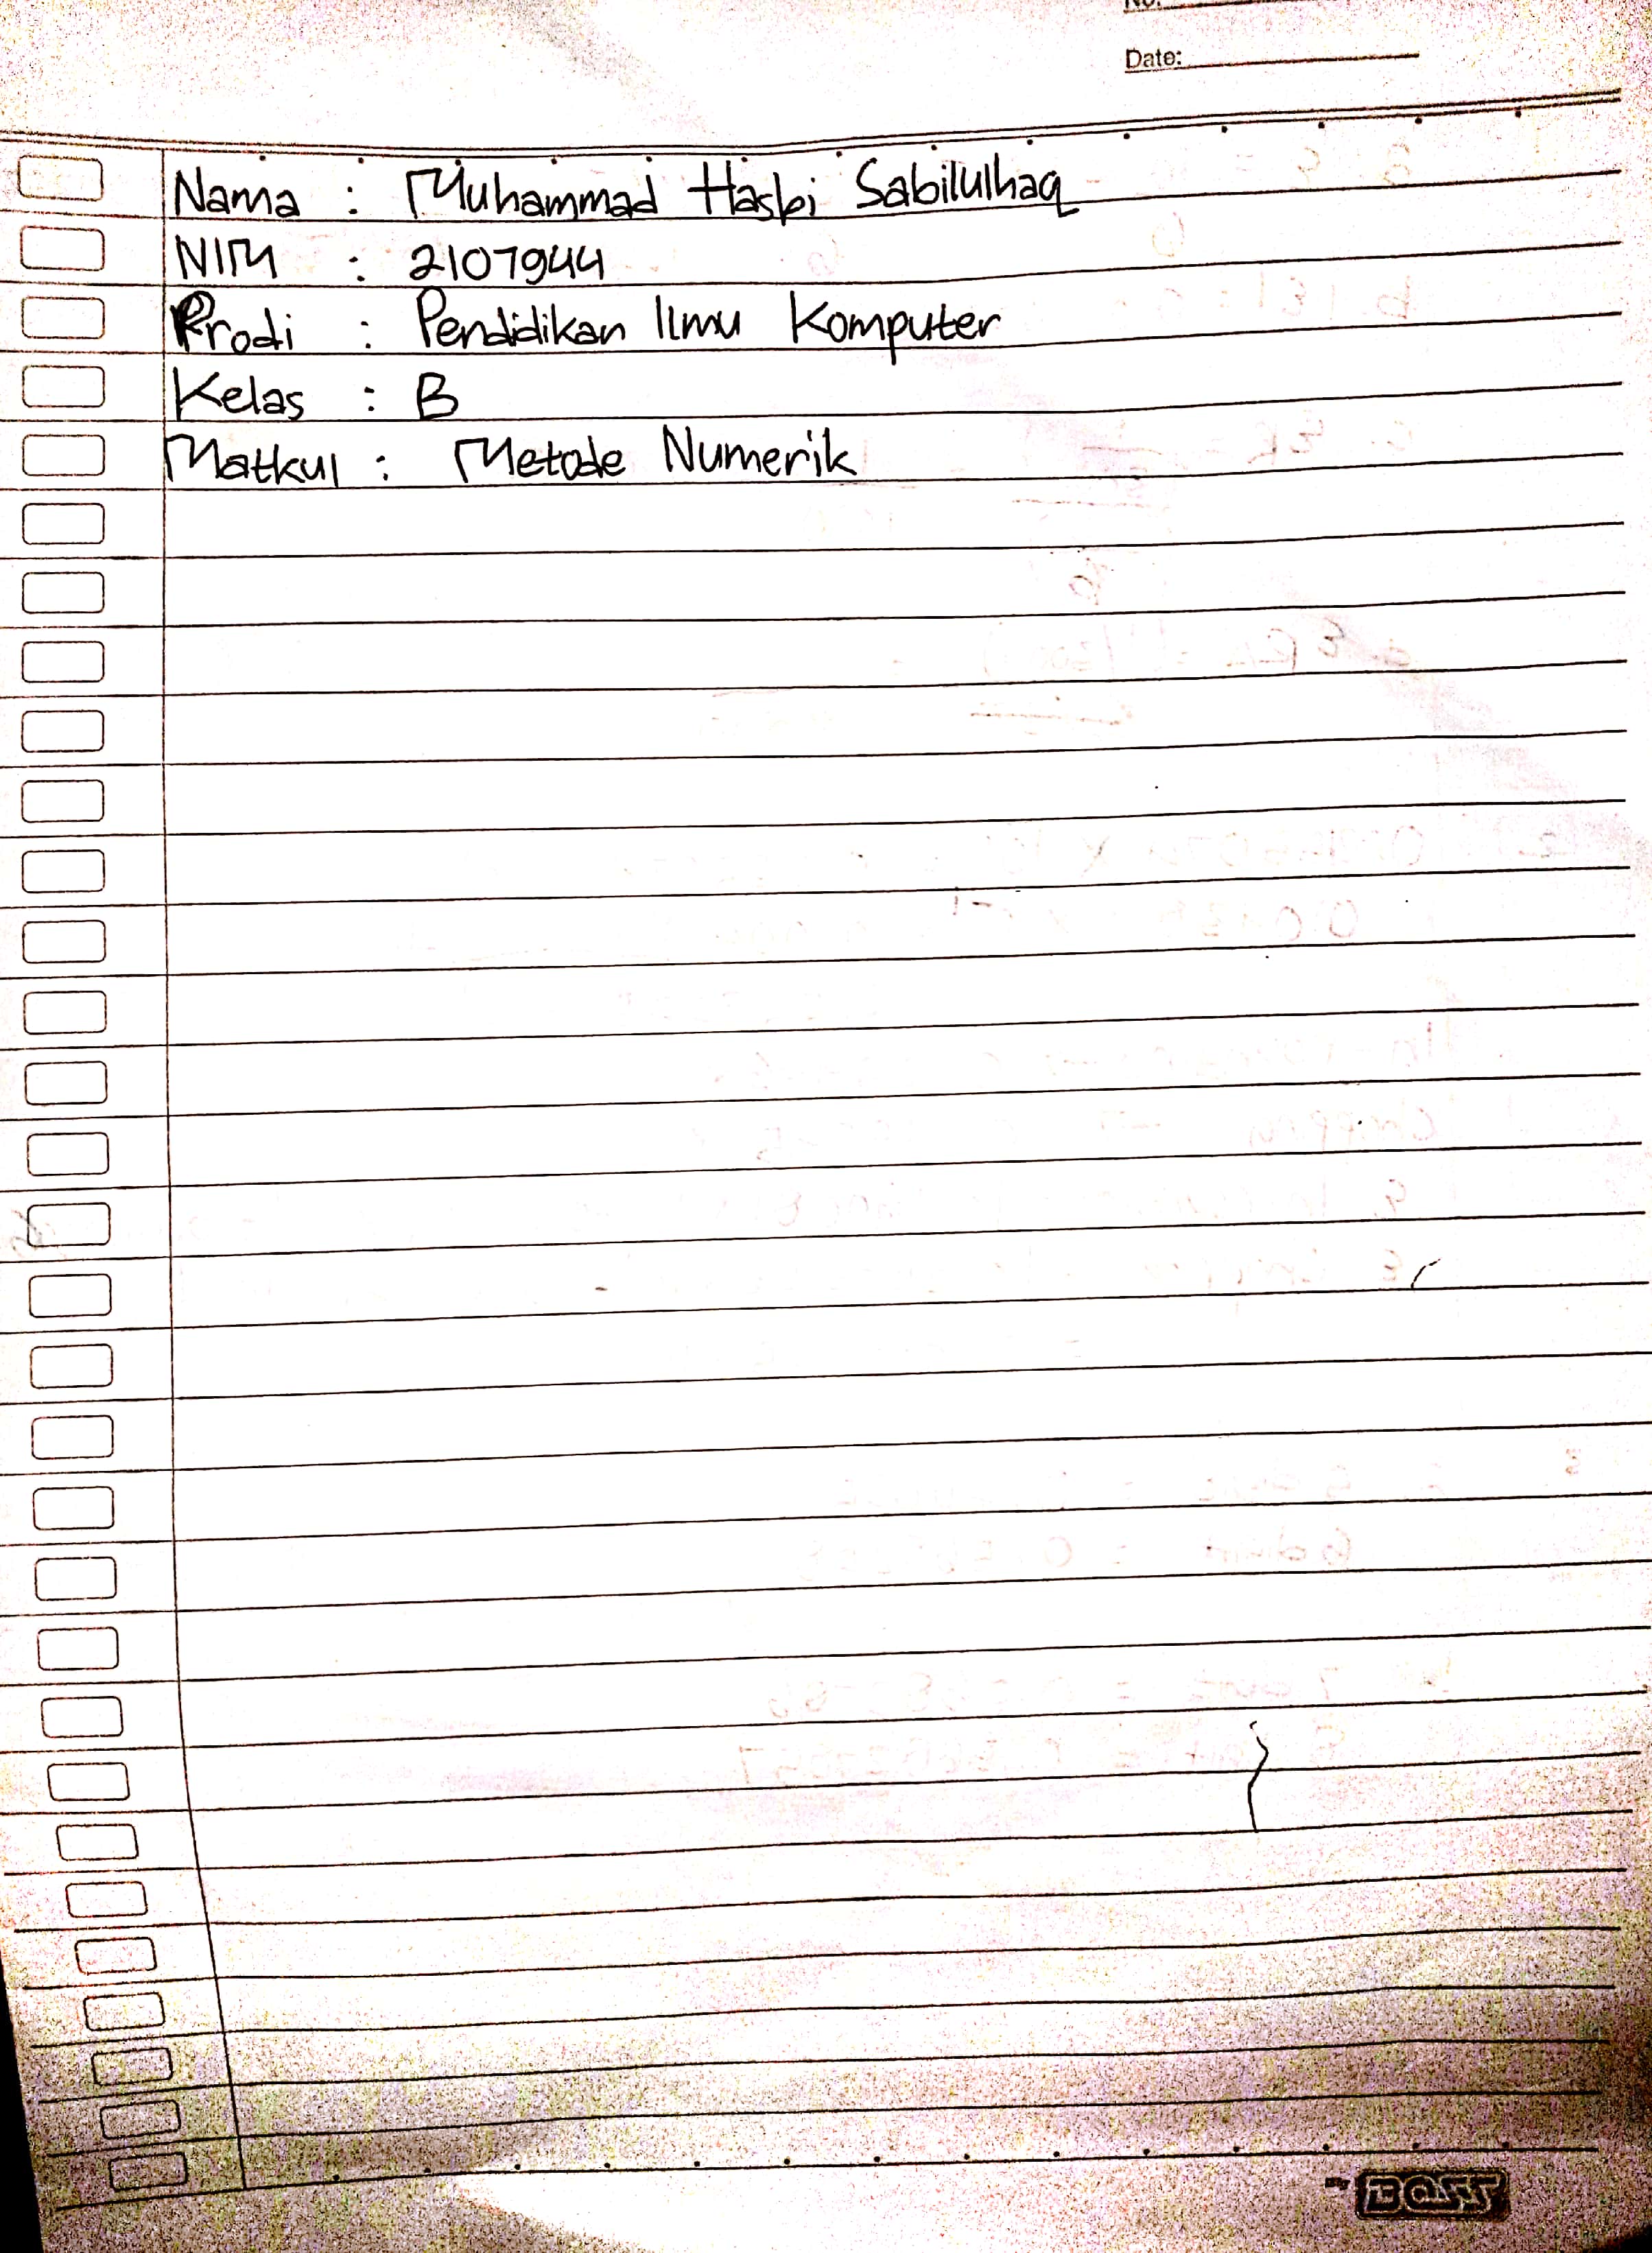 No:
Date:
Nama : Muhammad Hasbi Sabilulhaq
NIM : 2107944
Prodi : Pendidikan Ilmu Komputer
Kelas : B
Matkul : Metode Numerik
BOSS